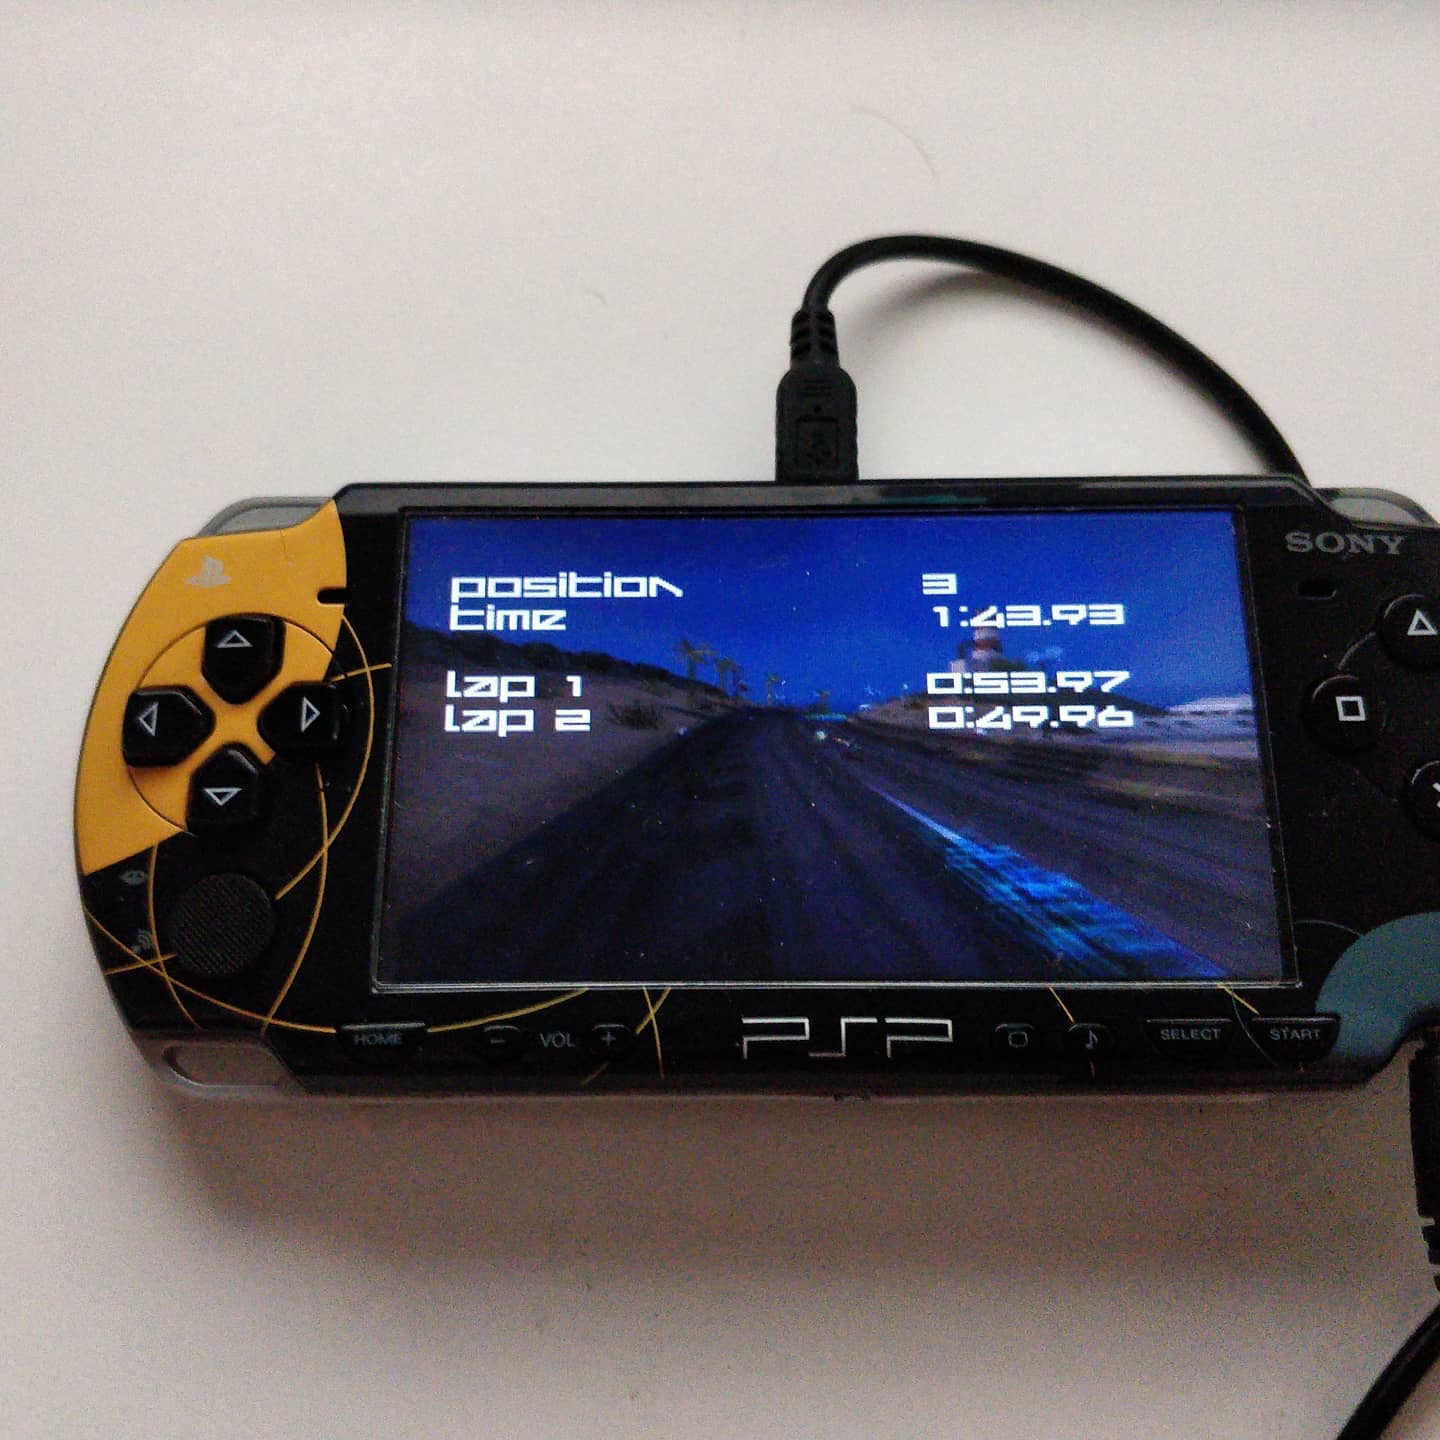 SONY
position 3
time 1:43.93
lap 1 0:53.97
lap 2 0:49.96
HOME VOL PSP SELECT START